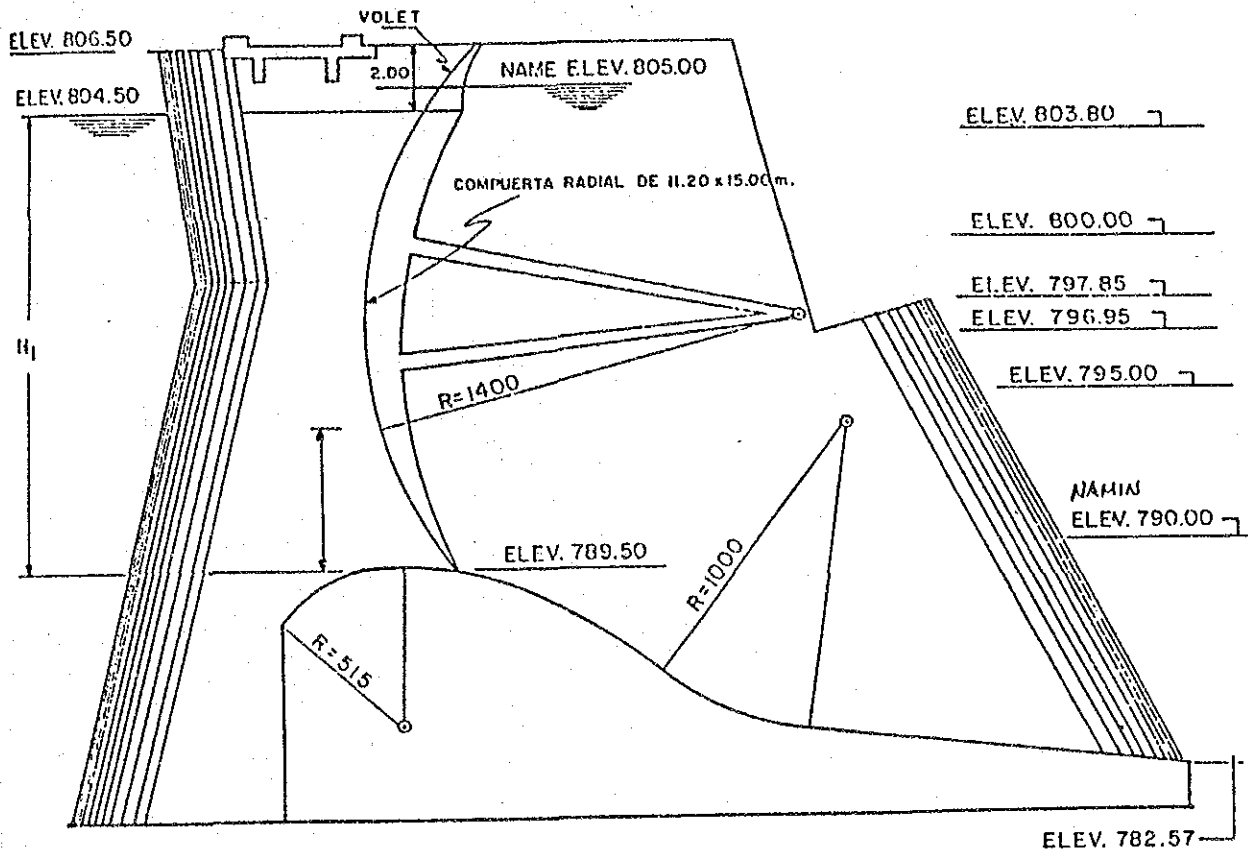 VOLET
ELEV. 806.50
2.00
NAME ELEV. 805.00
ELEV. 804.50
ELEV. 803.80
COMPUERTA RADIAL DE 11.20 x 15.00 m.
ELEV. 800.00
ELEV. 797.85
ELEV. 796.95
H1
ELEV. 795.00
R=1400
NAMIN
ELEV. 790.00
ELEV. 789.50
R=1000
R=515
ELEV. 782.57